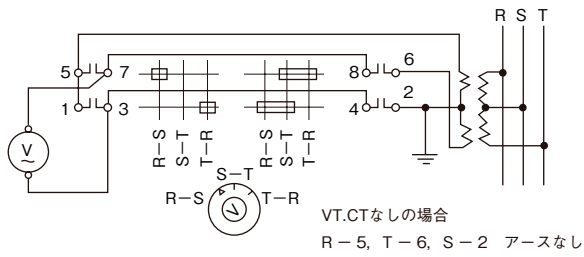 R S T
5 7 8 6
1 3 4 2
V
R－S S－T T－R R－S S－T T－R
S－T
R－S T－R
V
VT.CTなしの場合
R－5, T－6, S－2 アースなし